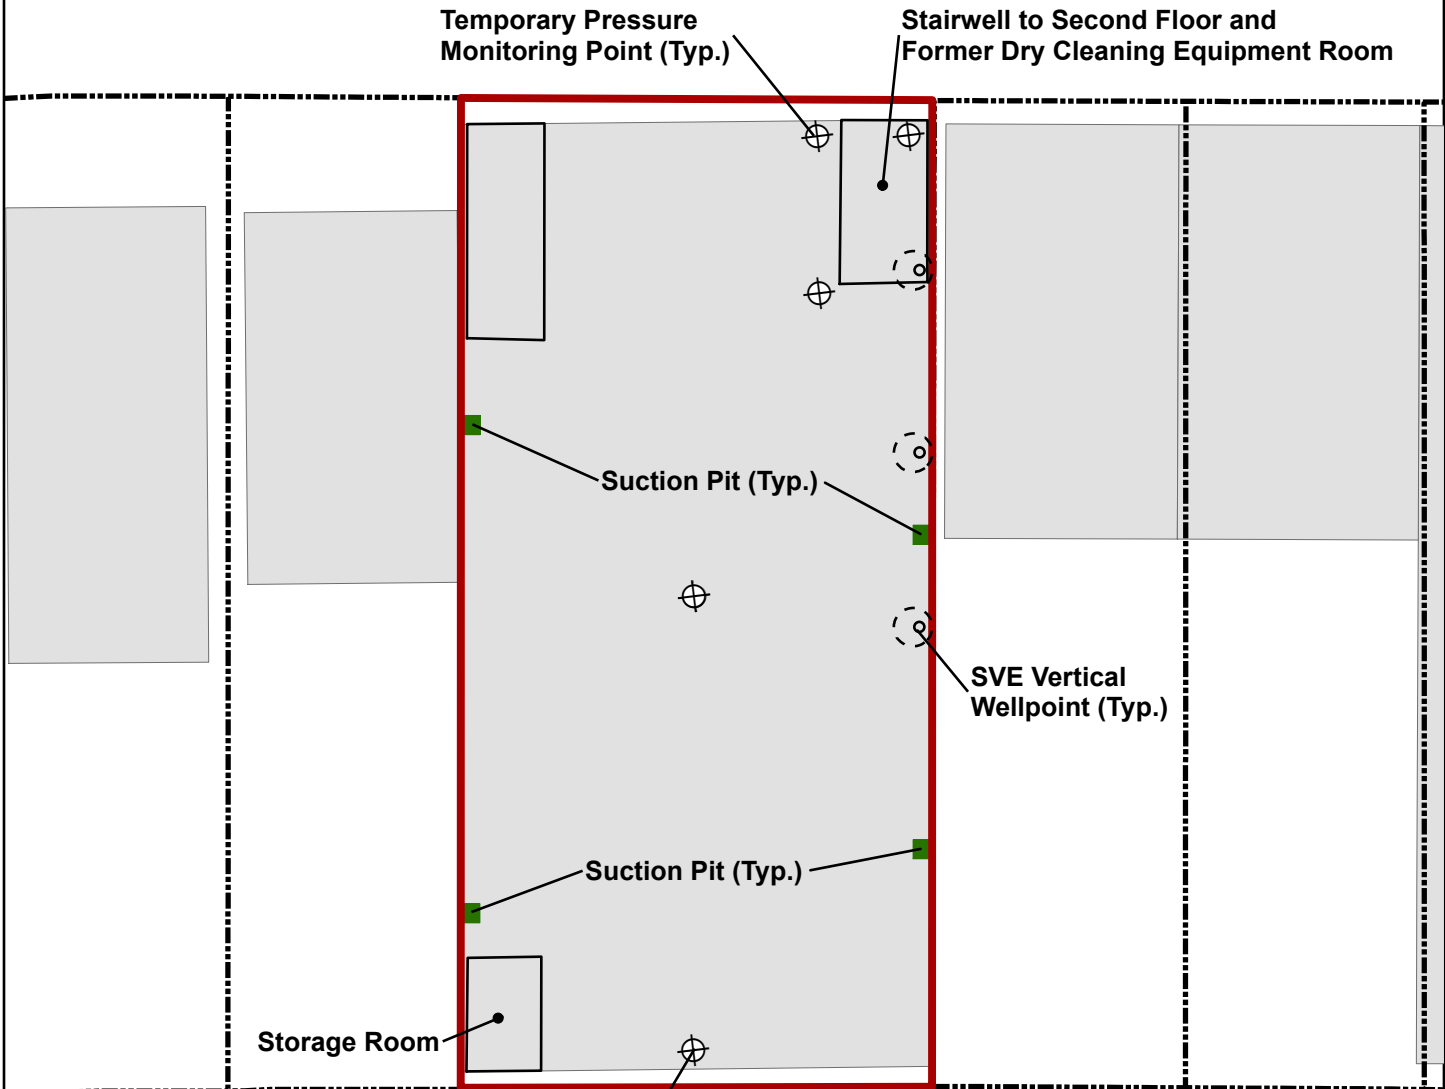 Temporary Pressure
Monitoring Point (Typ.)
Stairwell to Second Floor and
Former Dry Cleaning Equipment Room
Suction Pit (Typ.)
SVE Vertical
Wellpoint (Typ.)
Suction Pit (Typ.)
Storage Room